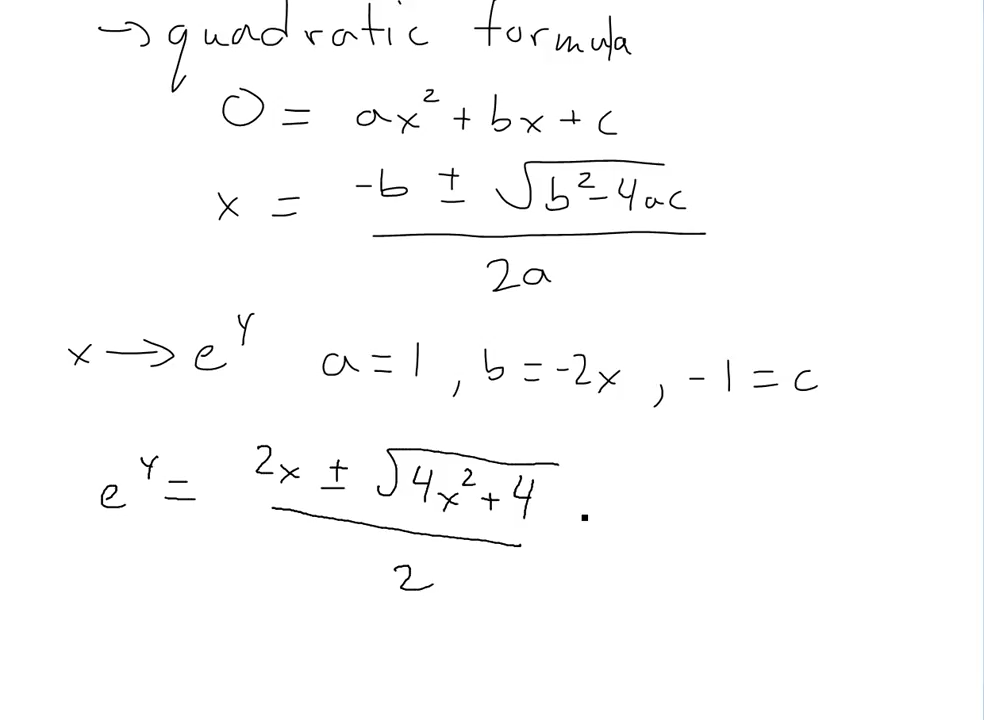 → quadratic formula
0 = ax² + bx + c
x = (-b ± √(b²-4ac)) / 2a
x → e^y a = 1 , b = -2x , -1 = c
e^y = (2x ± √(4x² + 4)) / 2 .